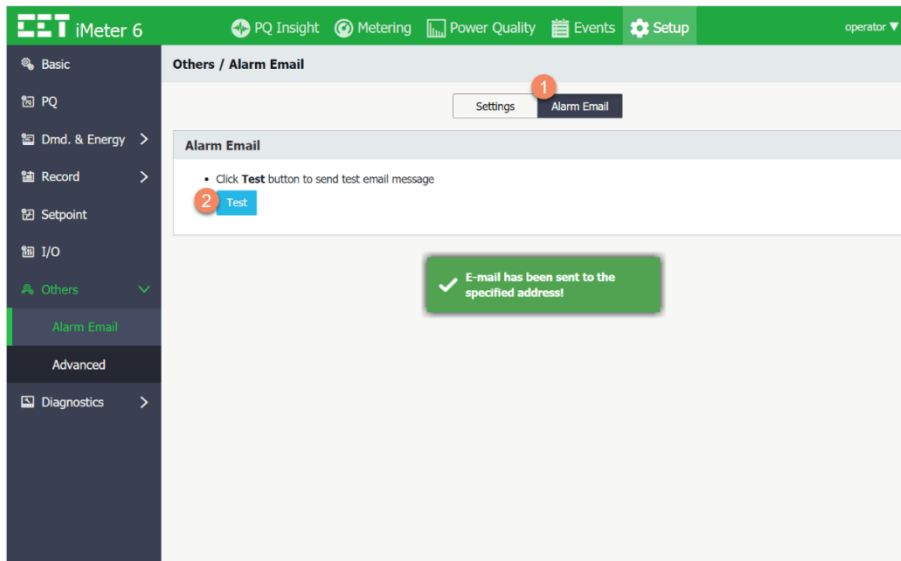 CET iMeter 6
PQ Insight
Metering
Power Quality
Events
Setup
operator
Basic
PQ
Dmd. & Energy
Record
Setpoint
I/O
Others
Alarm Email
Advanced
Diagnostics
Others / Alarm Email
1
Settings
Alarm Email
Alarm Email
• Click Test button to send test email message
2
Test
E-mail has been sent to the
specified address!